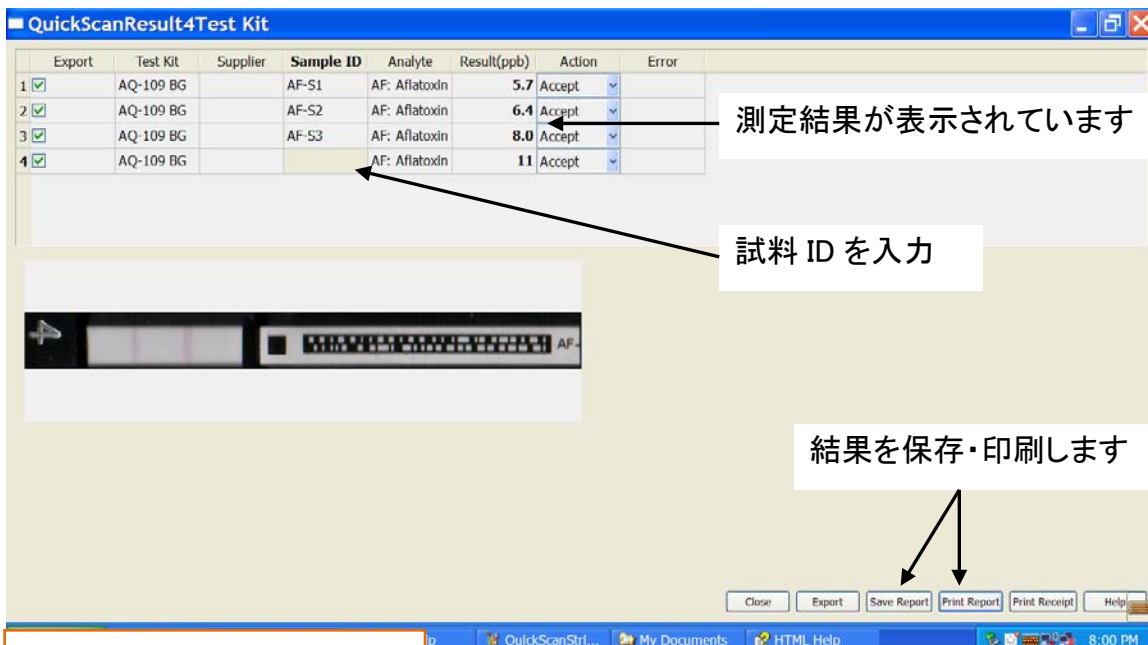 QuickScanResult4Test Kit
Export Test Kit Supplier Sample ID Analyte Result(ppb) Action Error
1 AQ-109 BG AF-S1 AF: Aflatoxin 5.7 Accept
2 AQ-109 BG AF-S2 AF: Aflatoxin 6.4 Accept
3 AQ-109 BG AF-S3 AF: Aflatoxin 8.0 Accept
4 AQ-109 BG AF: Aflatoxin 11 Accept
測定結果が表示されています
試料 ID を入力
4 AF-
結果を保存・印刷します
Close Export Save Report Print Report Print Receipt Help
QuickScanStri... My Documents HTML Help 8:00 PM